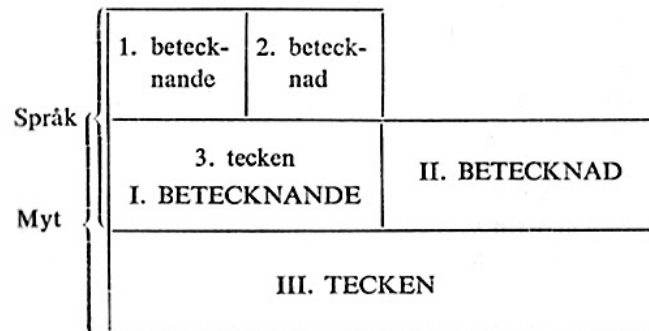 1. beteck-
nande
2. beteck-
nad
Språk
3. tecken
I. BETECKNANDE
II. BETECKNAD
Myt
III. TECKEN